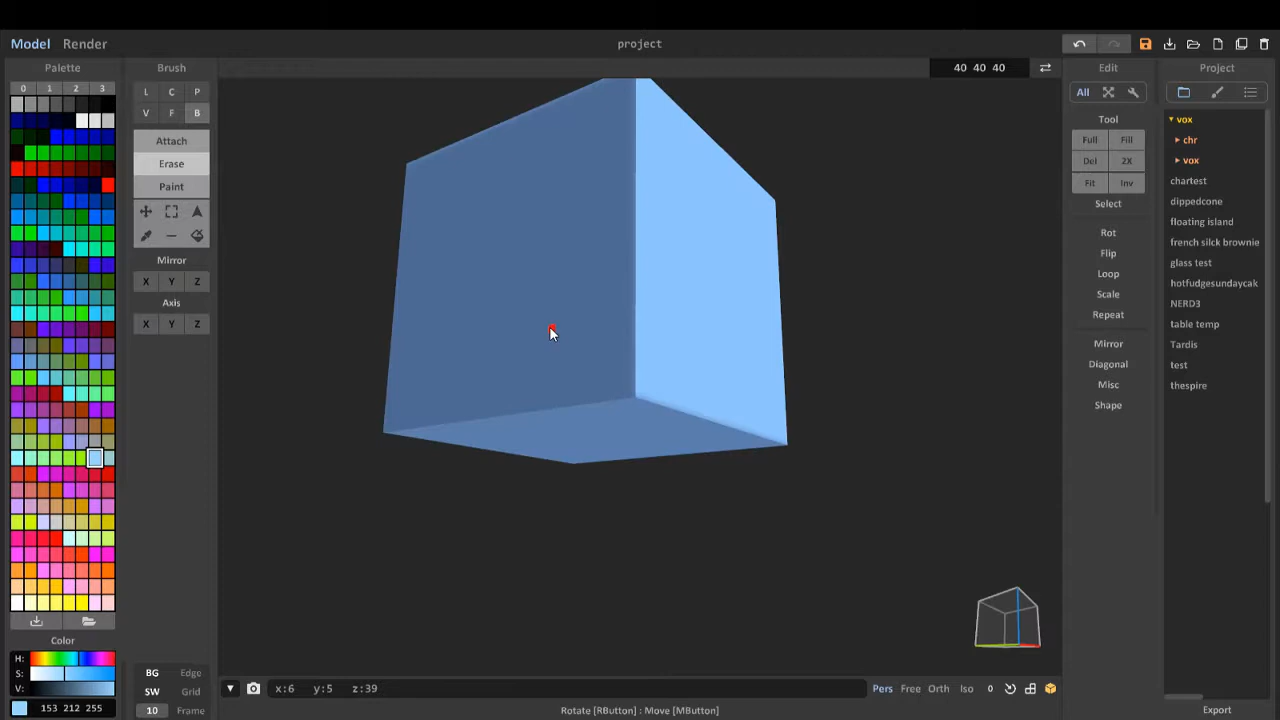 Model Render
project
Palette
0 1 2 3
Brush
L C P
V F B
Attach
Erase
Paint
Mirror
X Y Z
Axis
X Y Z
40 40 40
Edit
All
Tool
Full Fill
Del 2X
Fit Inv
Select
Rot
Flip
Loop
Scale
Repeat
Mirror
Diagonal
Misc
Shape
Project
vox
chr
vox
chartest
dippedcone
floating island
french silck brownie
glass test
hotfudgesundaycak
NERD3
table temp
Tardis
test
thespire
Export
Color
H:
S:
V:
153 212 255
BG Edge
SW Grid
10 Frame
x:6 y:5 z:39
Pers Free Orth Iso 0
Rotate [RButton] : Move [MButton]